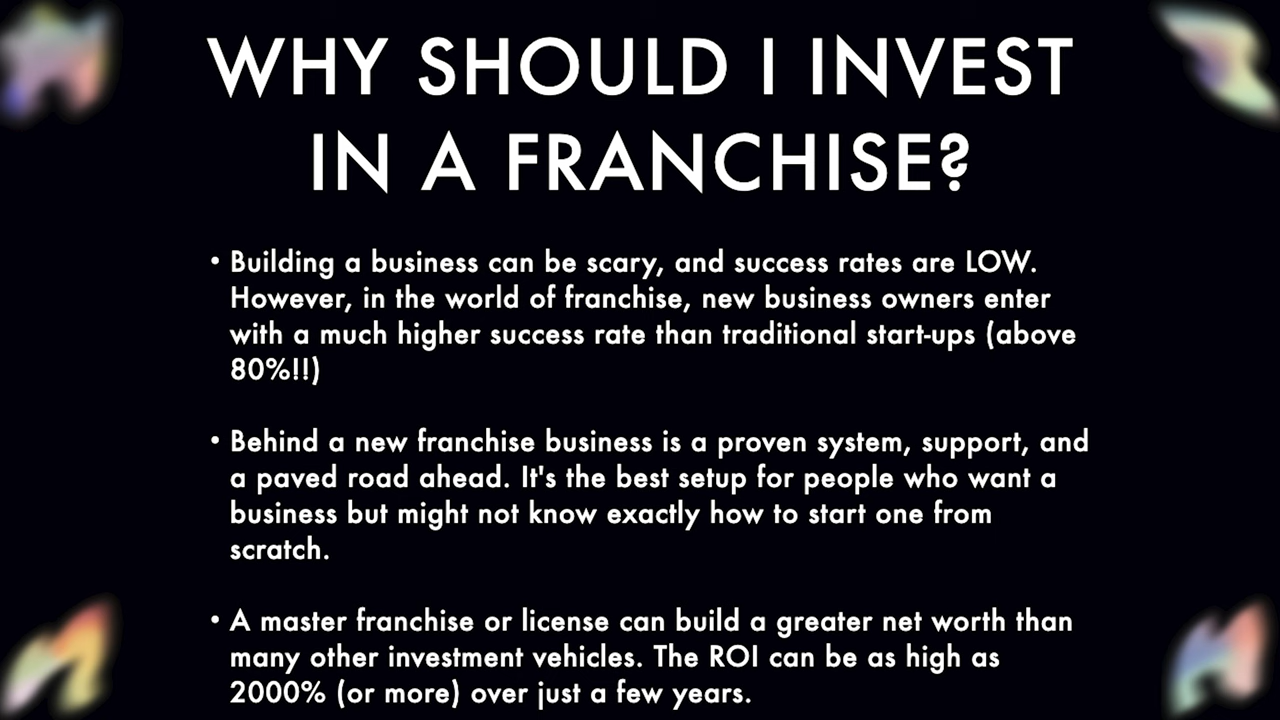 WHY SHOULD I INVEST
IN A FRANCHISE?
• Building a business can be scary, and success rates are LOW.
However, in the world of franchise, new business owners enter
with a much higher success rate than traditional start-ups (above
80%!!)
• Behind a new franchise business is a proven system, support, and
a paved road ahead. It's the best setup for people who want a
business but might not know exactly how to start one from
scratch.
• A master franchise or license can build a greater net worth than
many other investment vehicles. The ROI can be as high as
2000% (or more) over just a few years.